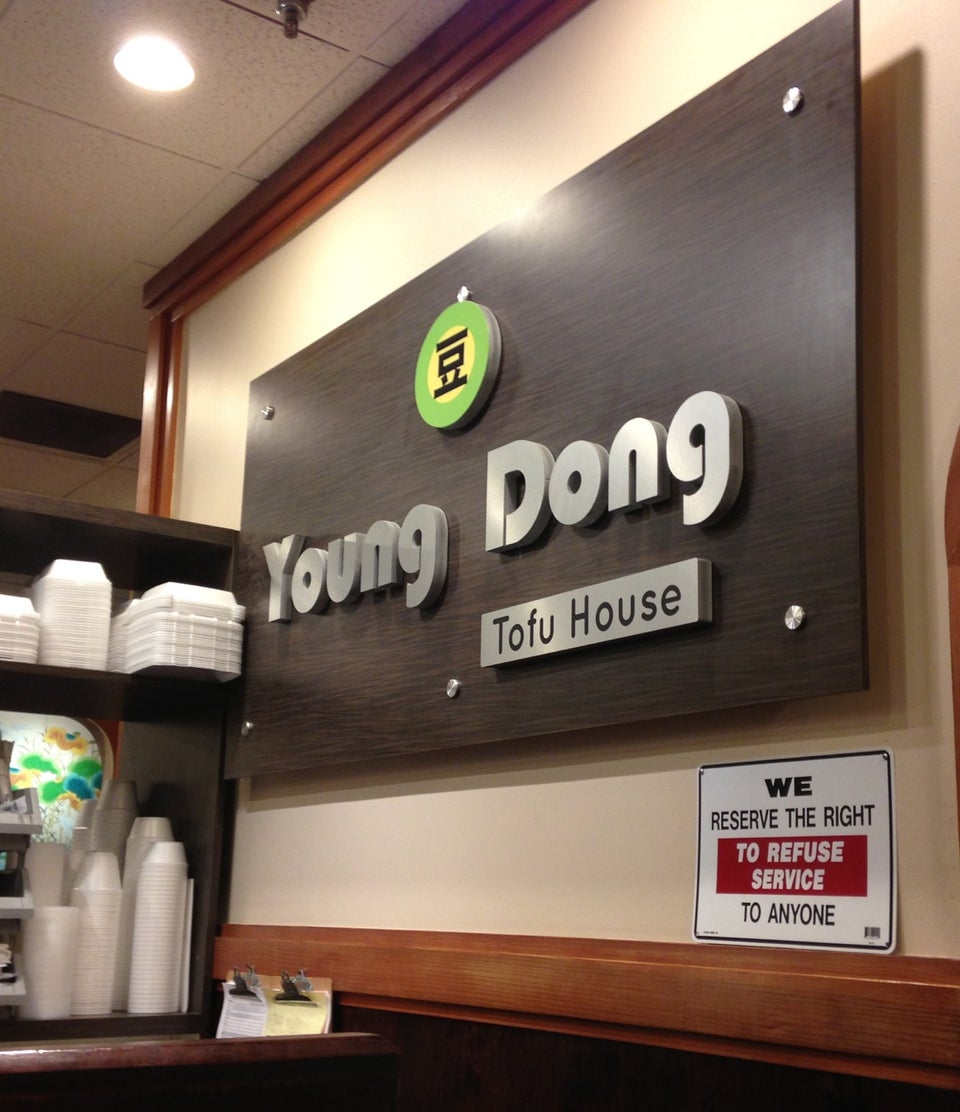 豆
Young Dong
Tofu House
WE
RESERVE THE RIGHT
TO REFUSE
SERVICE
TO ANYONE